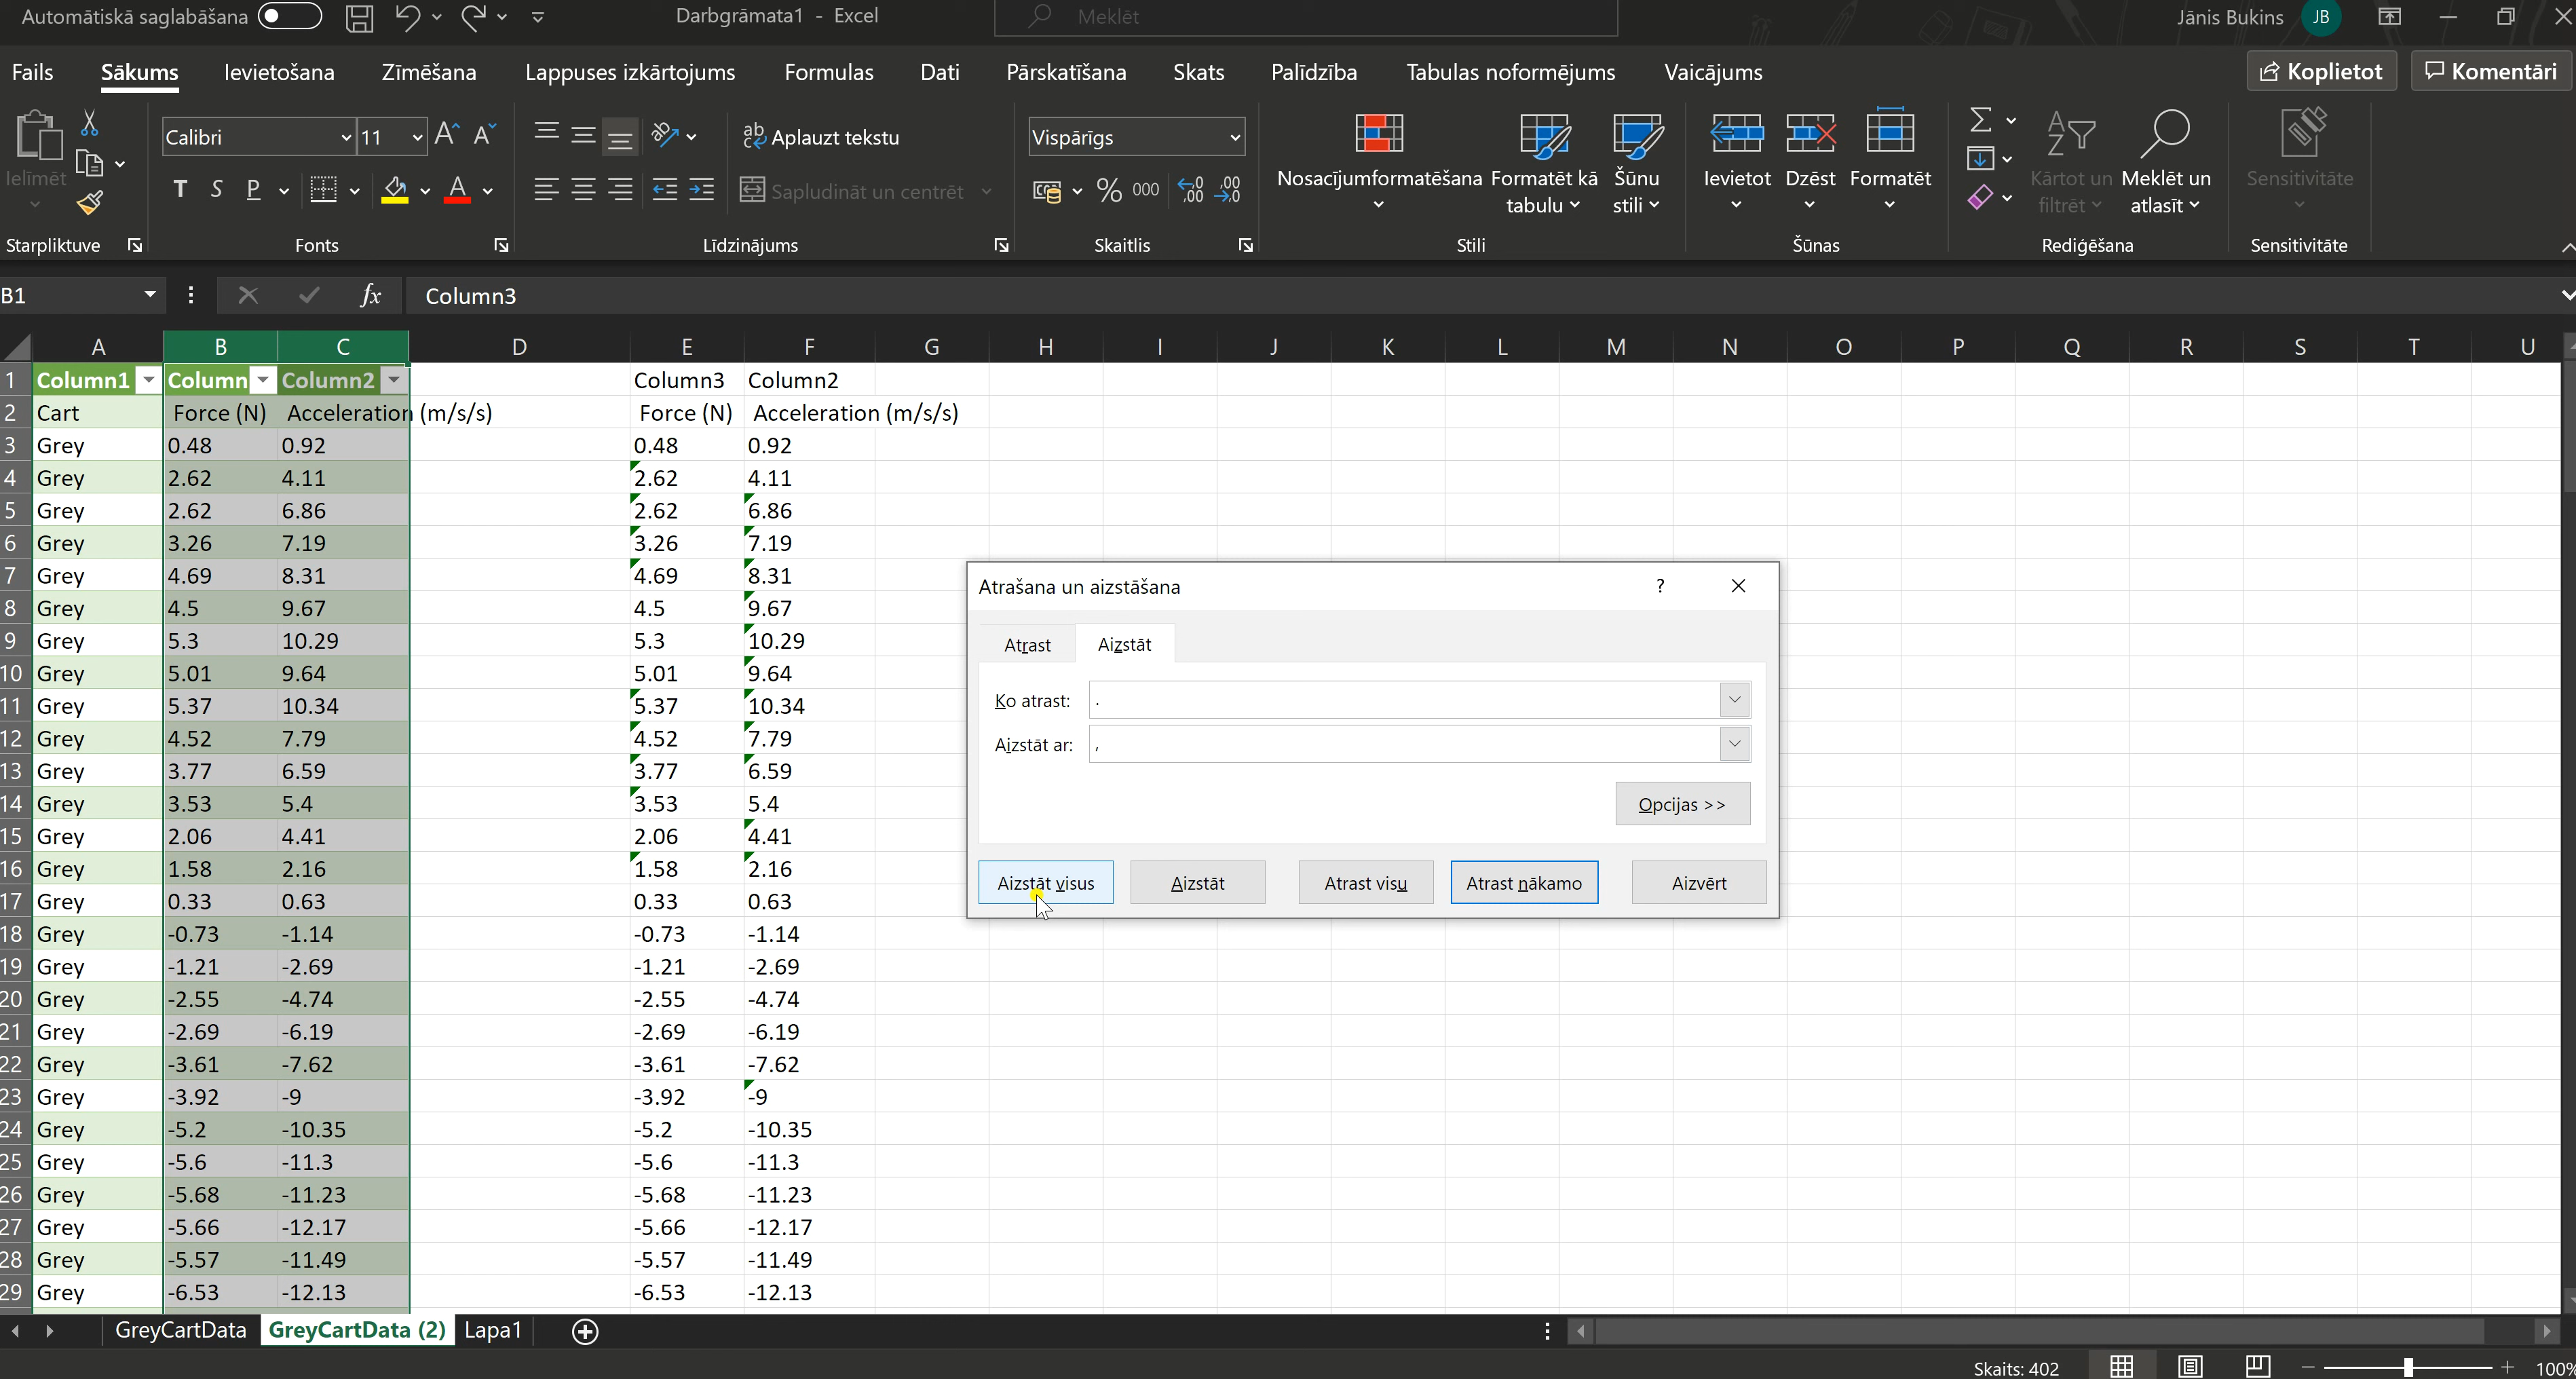 Automātiskā saglabāšana
Darbgrāmata1 - Excel
Meklēt
Jānis Bukins JB
Fails Sākums Ievietošana Zīmēšana Lappuses izkārtojums Formulas Dati Pārskatīšana Skats Palīdzība Tabulas noformējums Vaicājums Koplietot Komentāri
Ielīmēt
Starpliktuve
Calibri 11
T S P
Fonts
Aplauzt tekstu
Sapludināt un centrēt
Līdzinājums
Vispārīgs
% 000
Skaitlis
Nosacījumformatēšana Formatēt kā tabulu Šūnu stili
Stili
Ievietot Dzēst Formatēt
Šūnas
Kārtot un filtrēt Meklēt un atlasīt
Rediģēšana
Sensitivitāte
Sensitivitāte
B1 fx Column3
A B C D E F G H I J K L M N O P Q R S T U
1 Column1 Column Column2 Column3 Column2
2 Cart Force (N) Acceleration (m/s/s) Force (N) Acceleration (m/s/s)
3 Grey 0.48 0.92 0.48 0.92
4 Grey 2.62 4.11 2.62 4.11
5 Grey 2.62 6.86 2.62 6.86
6 Grey 3.26 7.19 3.26 7.19
7 Grey 4.69 8.31 4.69 8.31
8 Grey 4.5 9.67 4.5 9.67
9 Grey 5.3 10.29 5.3 10.29
10 Grey 5.01 9.64 5.01 9.64
11 Grey 5.37 10.34 5.37 10.34
12 Grey 4.52 7.79 4.52 7.79
13 Grey 3.77 6.59 3.77 6.59
14 Grey 3.53 5.4 3.53 5.4
15 Grey 2.06 4.41 2.06 4.41
16 Grey 1.58 2.16 1.58 2.16
17 Grey 0.33 0.63 0.33 0.63
18 Grey -0.73 -1.14 -0.73 -1.14
19 Grey -1.21 -2.69 -1.21 -2.69
20 Grey -2.55 -4.74 -2.55 -4.74
21 Grey -2.69 -6.19 -2.69 -6.19
22 Grey -3.61 -7.62 -3.61 -7.62
23 Grey -3.92 -9 -3.92 -9
24 Grey -5.2 -10.35 -5.2 -10.35
25 Grey -5.6 -11.3 -5.6 -11.3
26 Grey -5.68 -11.23 -5.68 -11.23
27 Grey -5.66 -12.17 -5.66 -12.17
28 Grey -5.57 -11.49 -5.57 -11.49
29 Grey -6.53 -12.13 -6.53 -12.13
Atrašana un aizstāšana ?
Atrast Aizstāt
Ko atrast: .
Aizstāt ar: ,
Opcijas >>
Aizstāt visus Aizstāt Atrast visu Atrast nākamo Aizvērt
GreyCartData GreyCartData (2) Lapa1
Skaits: 402 100%